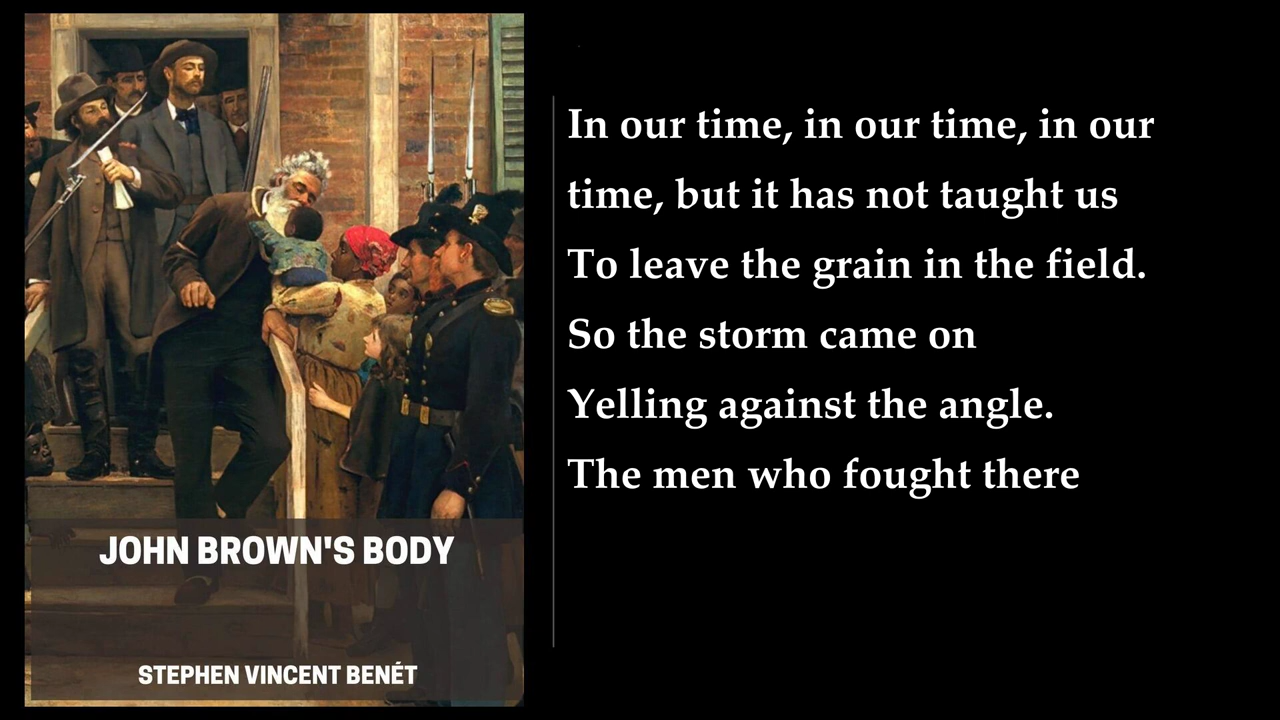 JOHN BROWN'S BODY
STEPHEN VINCENT BENÉT
In our time, in our time, in our
time, but it has not taught us
To leave the grain in the field.
So the storm came on
Yelling against the angle.
The men who fought there